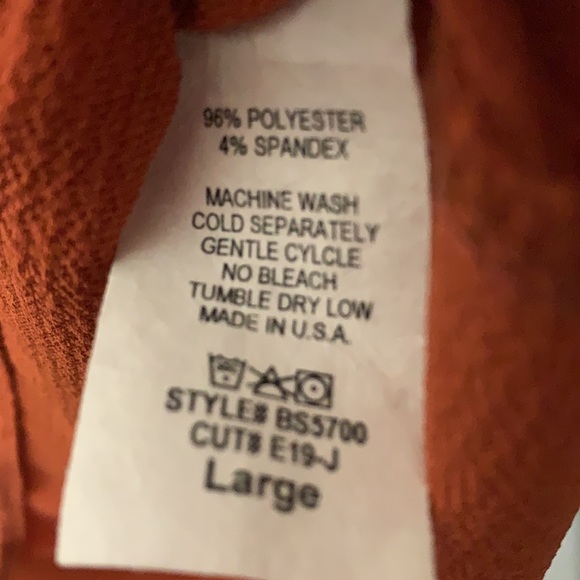 96% POLYESTER
4% SPANDEX
MACHINE WASH
COLD SEPARATELY
GENTLE CYLCLE
NO BLEACH
TUMBLE DRY LOW
MADE IN U.S.A.
STYLE# BS5700
CUT# E19-J
Large